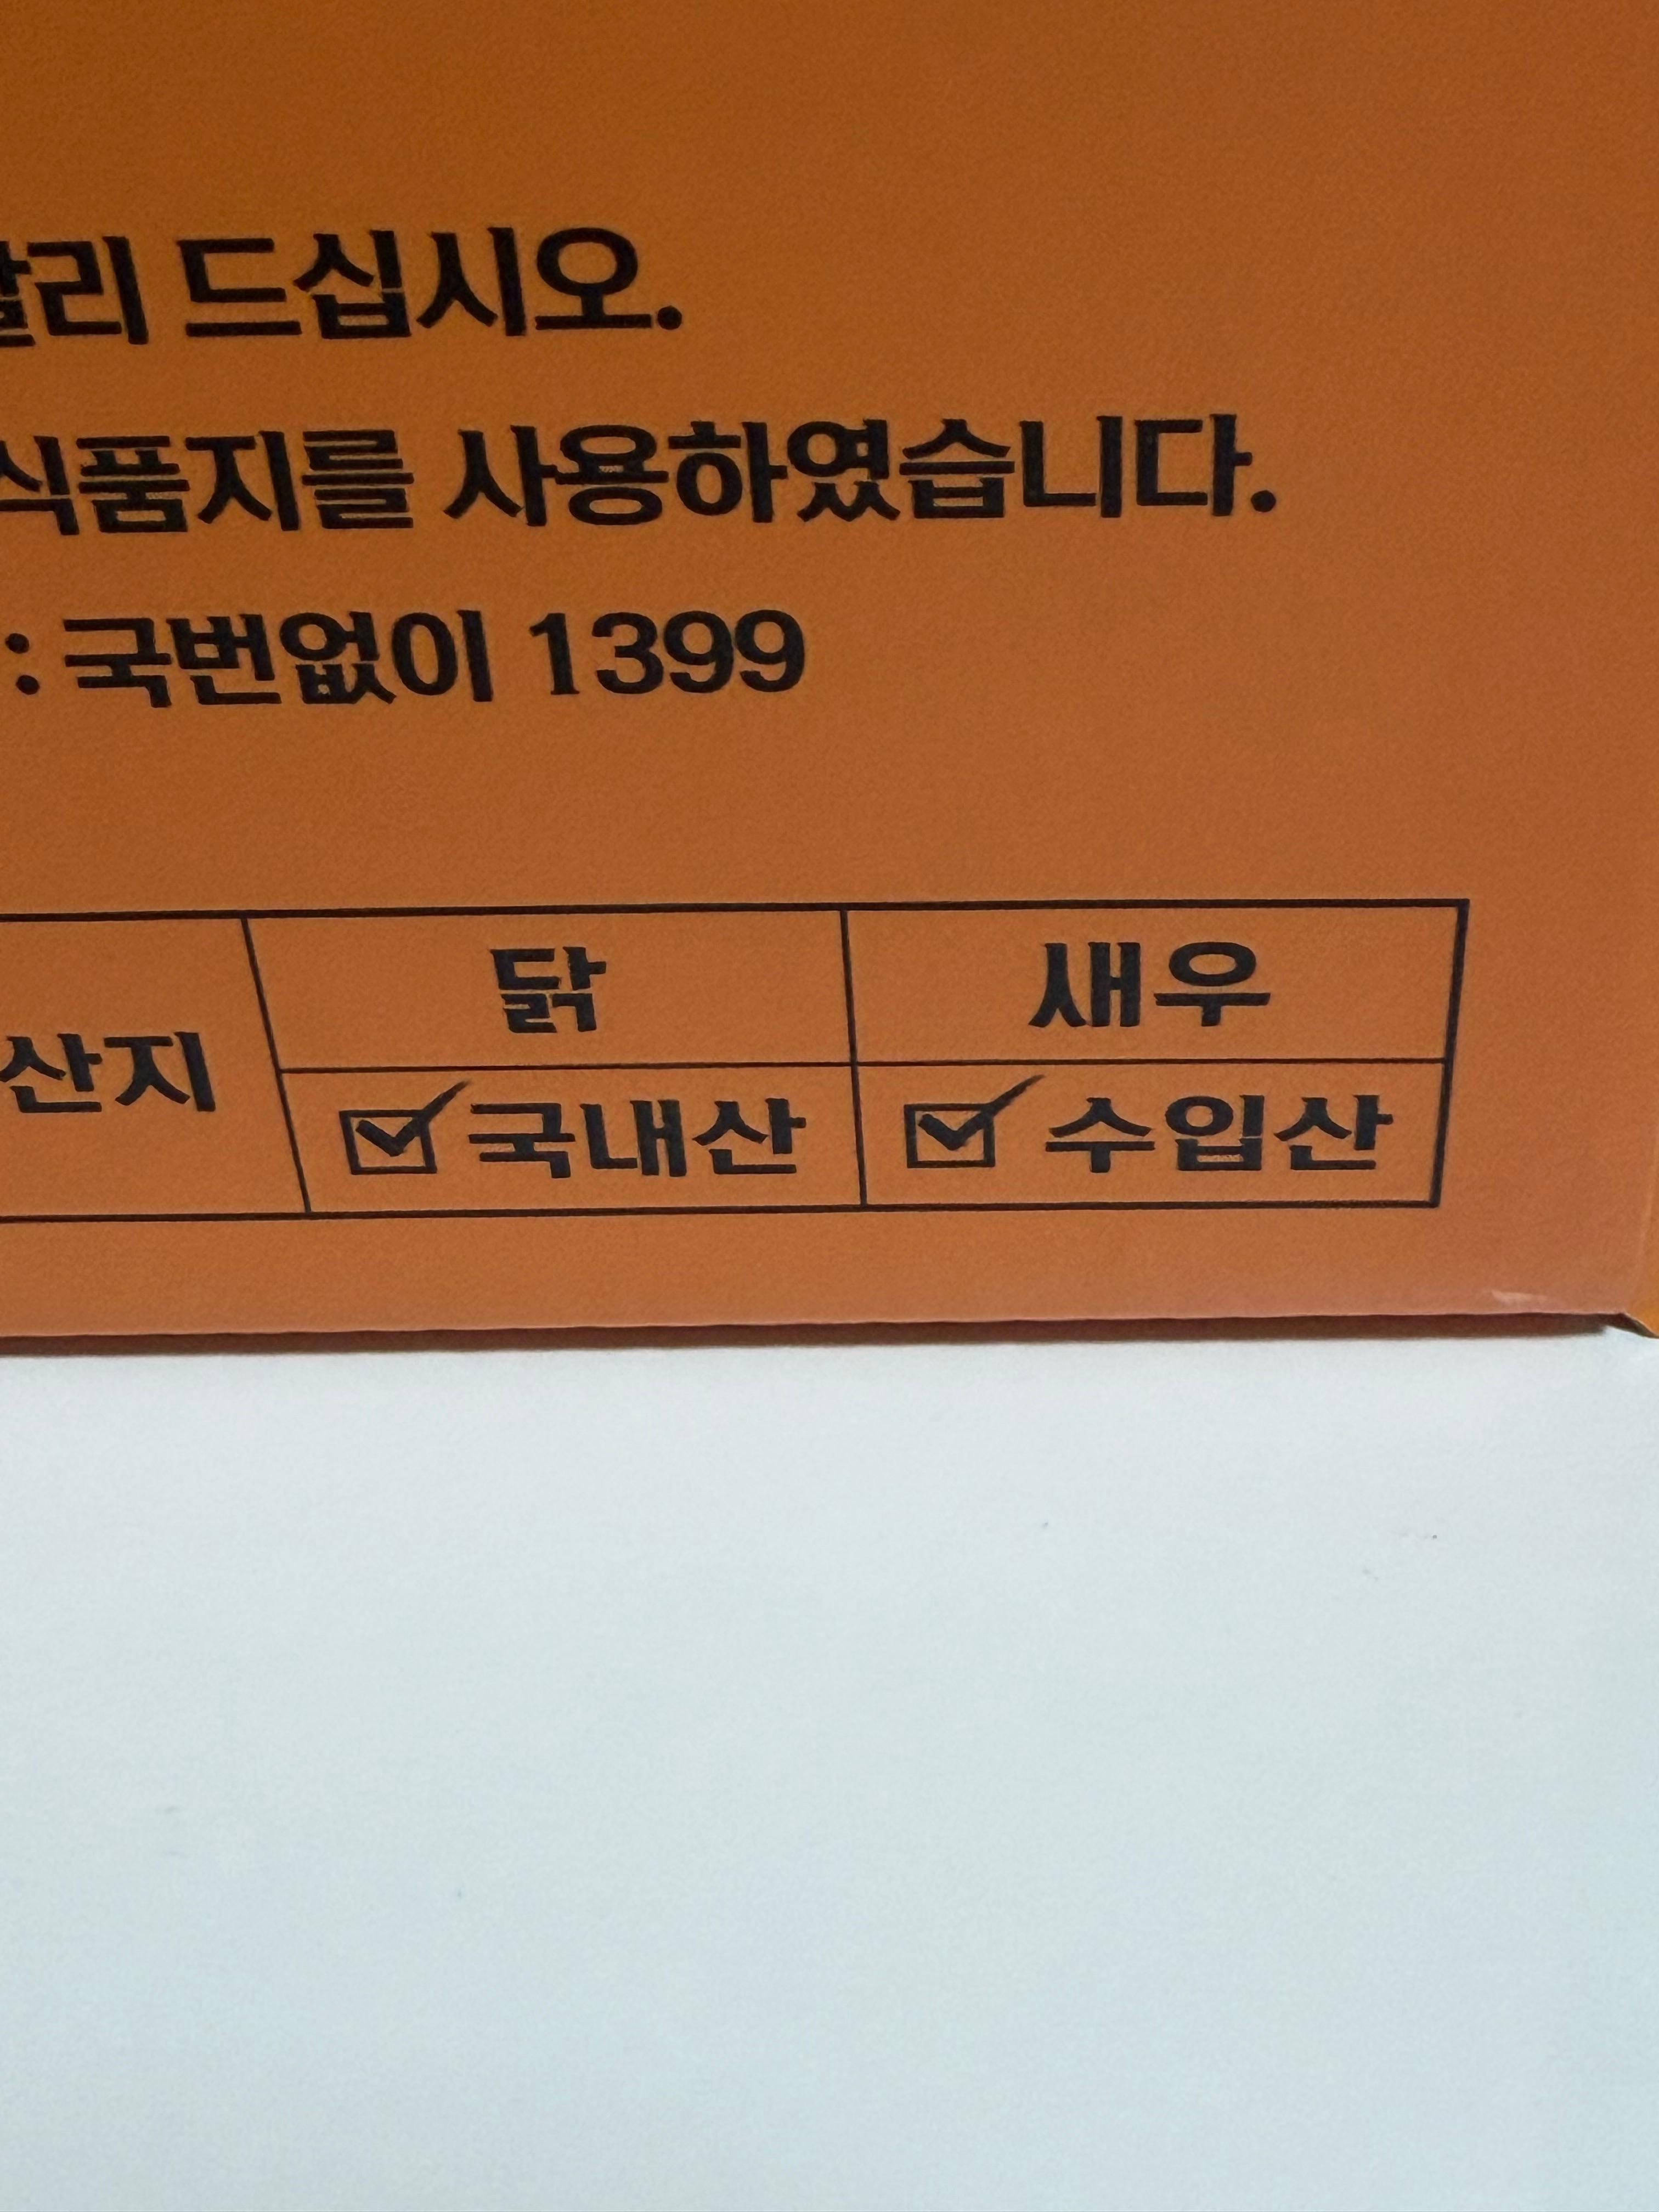 드십시오.
식품지를 사용하였습니다.
: 국번없이 1399
닭 새우
산지 ☑ 국내산 ☑ 수입산